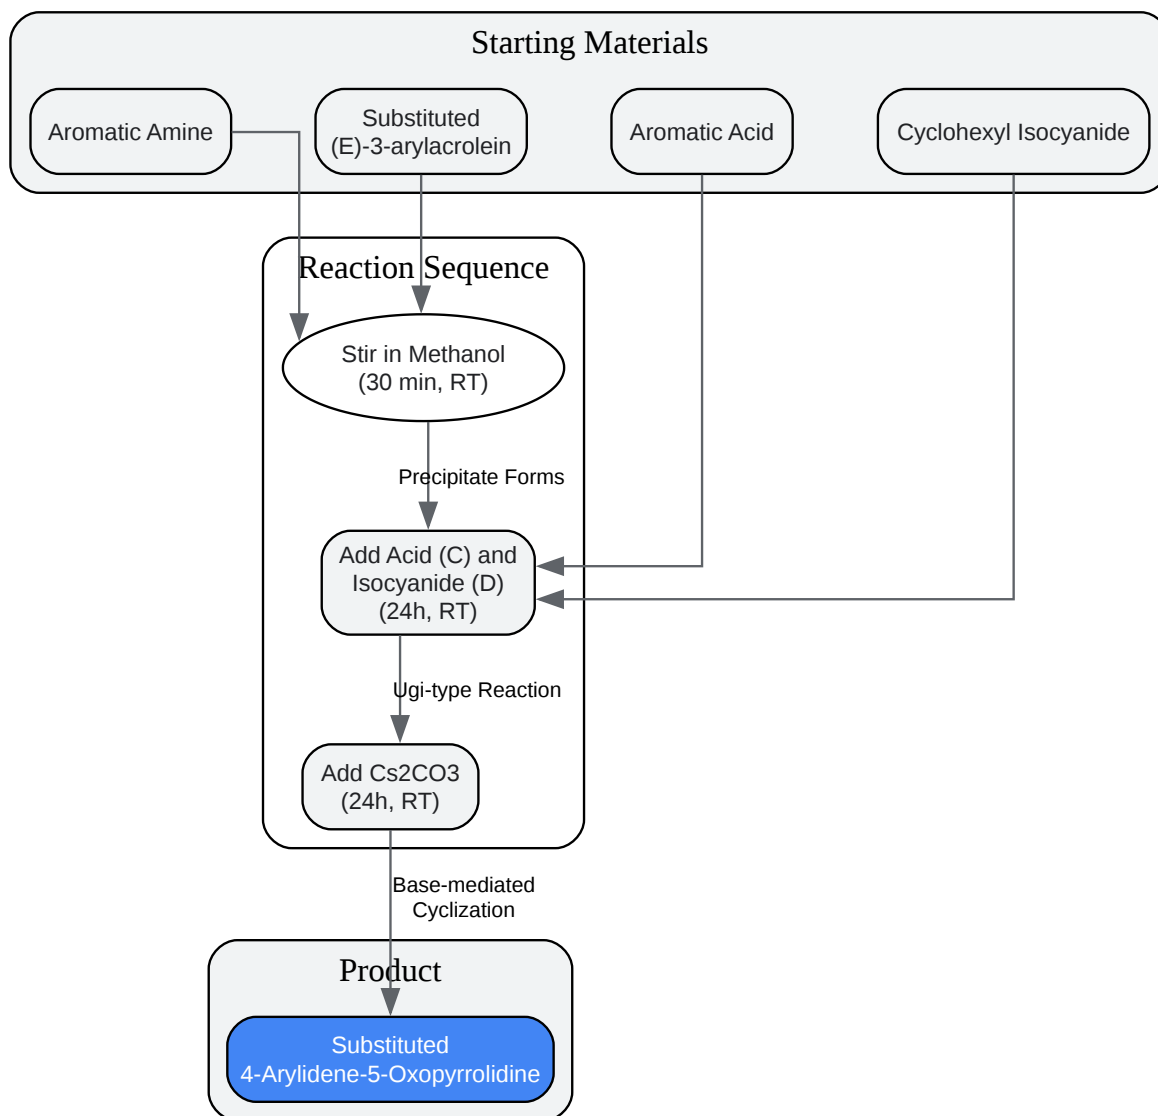 Starting Materials
Aromatic Amine
Substituted
(E)-3-arylacrolein
Aromatic Acid
Cyclohexyl Isocyanide
Reaction Sequence
Stir in Methanol
(30 min, RT)
Precipitate Forms
Add Acid (C) and
Isocyanide (D)
(24h, RT)
Ugi-type Reaction
Add Cs2CO3
(24h, RT)
Base-mediated
Cyclization
Product
Substituted
4-Arylidene-5-Oxopyrrolidine